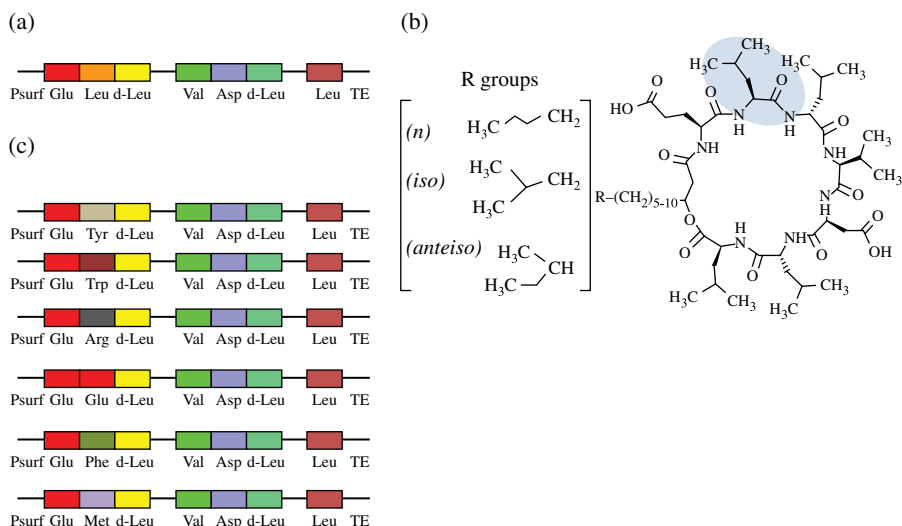 (a)
Psurf Glu Leu d-Leu Val Asp d-Leu Leu TE
(b)
R groups
(n) H₃C CH₂
(iso) CH₃ CH₂ H₃C
(anteiso) H₃C CH H₃C
CH₃
H₃C
H₃C
CH₃
O
O
HO
O
N
H
N
H
O
O
NH
NH
O
CH₃
CH₃
R–(CH₂)₅₋₁₀
O
O
H
N
O
H
N
O
NH
O
O
OH
H₃C
CH₃
H₃C
CH₃
(c)
Psurf Glu Tyr d-Leu Val Asp d-Leu Leu TE
Psurf Glu Trp d-Leu Val Asp d-Leu Leu TE
Psurf Glu Arg d-Leu Val Asp d-Leu Leu TE
Psurf Glu Glu d-Leu Val Asp d-Leu Leu TE
Psurf Glu Phe d-Leu Val Asp d-Leu Leu TE
Psurf Glu Met d-Leu Val Asp d-Leu Leu TE